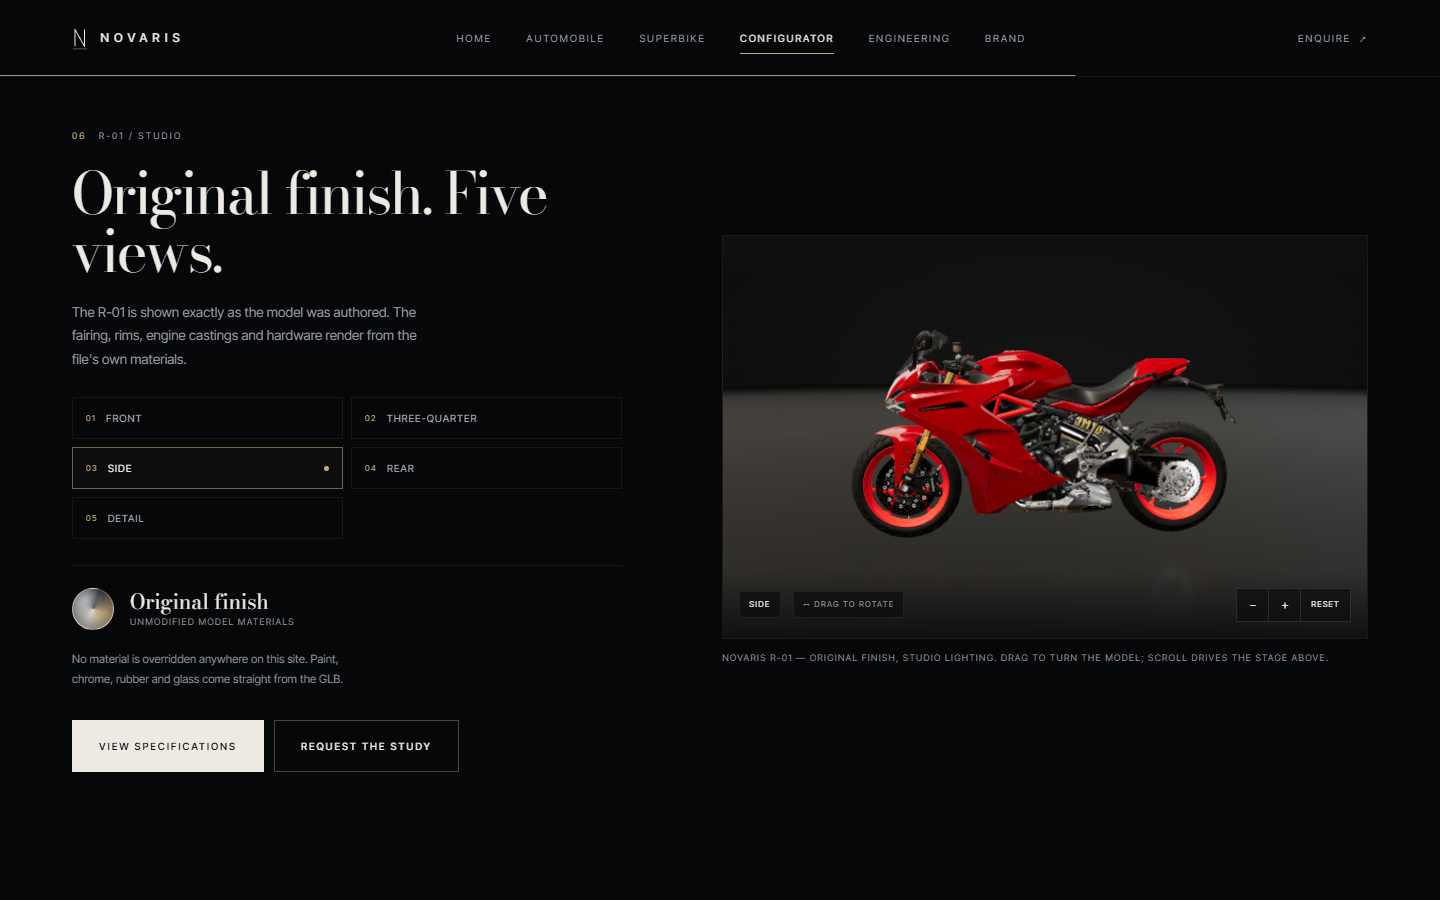 N NOVARIS
HOME AUTOMOBILE SUPERBIKE CONFIGURATOR ENGINEERING BRAND
ENQUIRE ↗
06 R-01 / STUDIO
Original finish. Five
views.
The R-01 is shown exactly as the model was authored. The
fairing, rims, engine castings and hardware render from the
file's own materials.
01 FRONT
02 THREE-QUARTER
03 SIDE
04 REAR
05 DETAIL
Original finish
UNMODIFIED MODEL MATERIALS
No material is overridden anywhere on this site. Paint,
chrome, rubber and glass come straight from the GLB.
VIEW SPECIFICATIONS
REQUEST THE STUDY
SIDE
↔ DRAG TO ROTATE
− + RESET
NOVARIS R-01 — ORIGINAL FINISH, STUDIO LIGHTING. DRAG TO TURN THE MODEL; SCROLL DRIVES THE STAGE ABOVE.